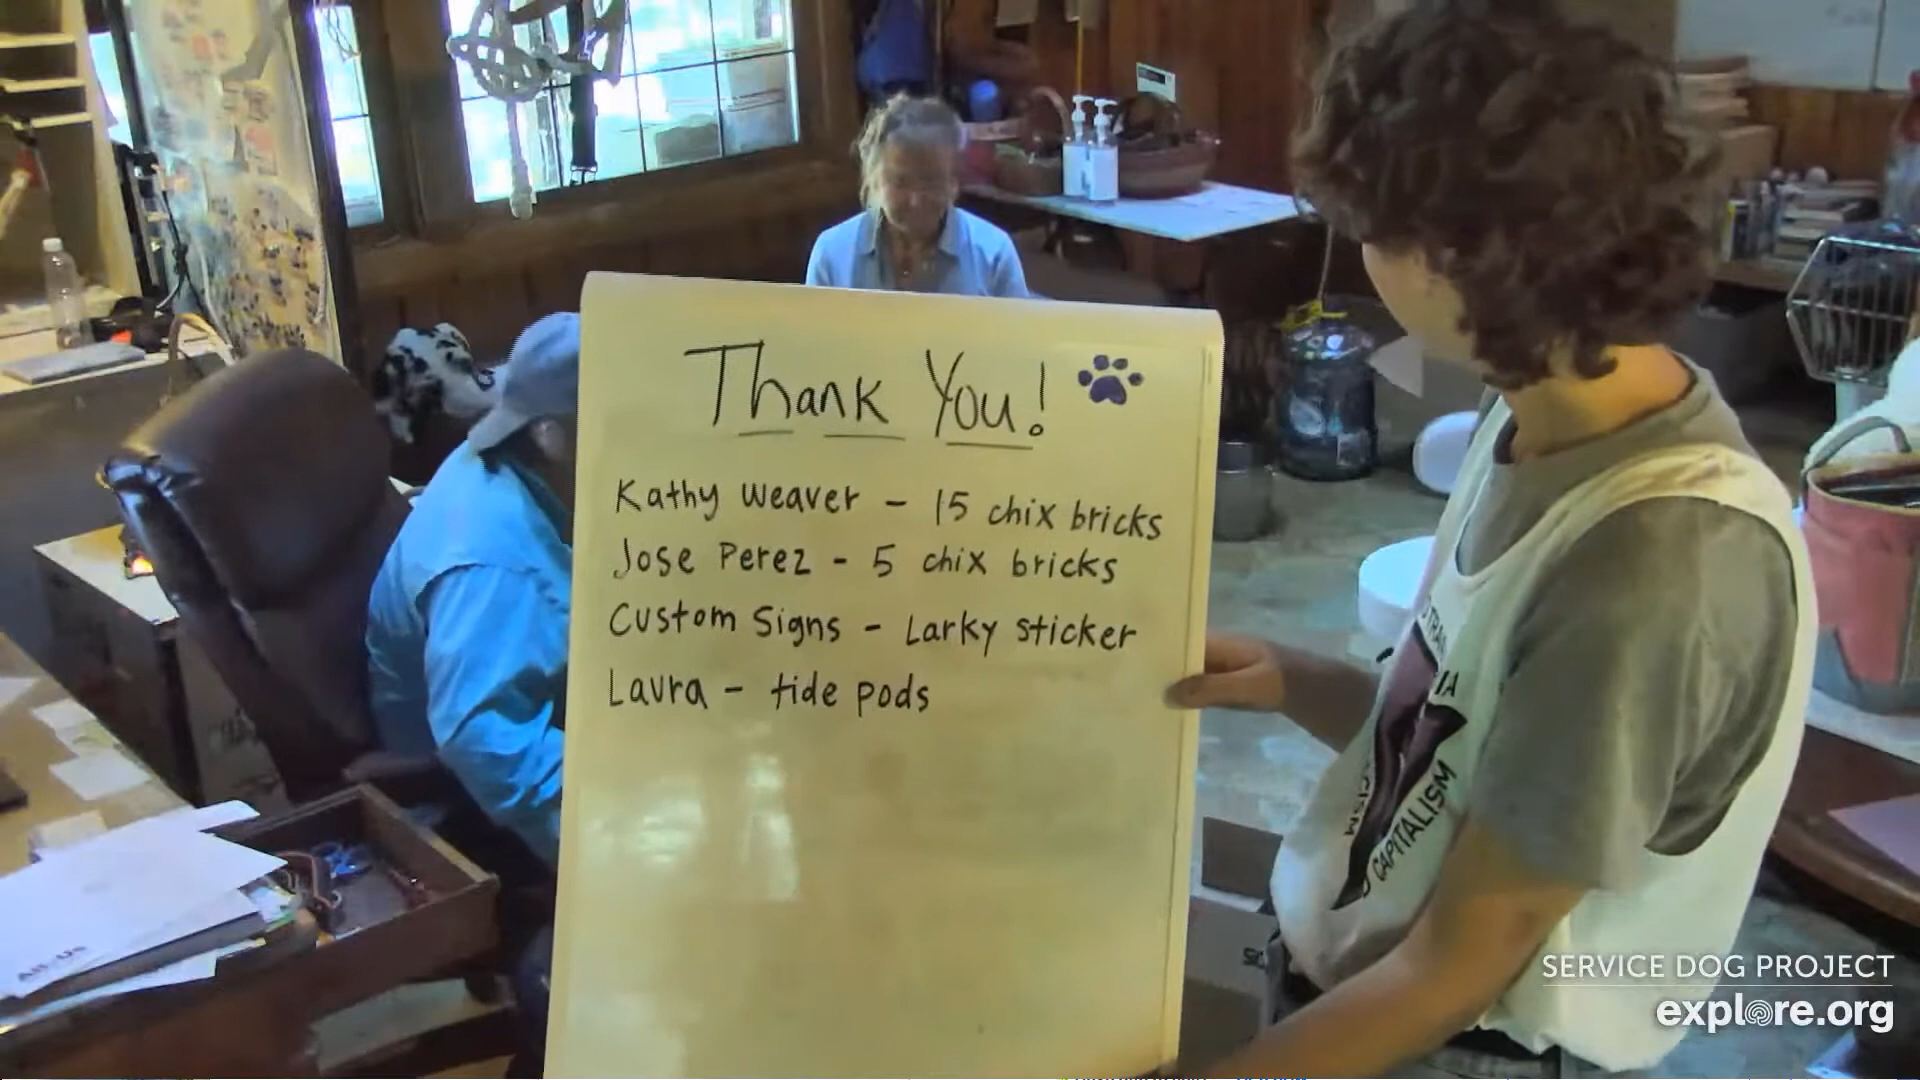 Thank You!
Kathy Weaver - 15 chix bricks
Jose Perez - 5 chix bricks
Custom Signs - Larky sticker
Laura - tide pods
CAPITALISM
SERVICE DOG PROJECT
explore.org